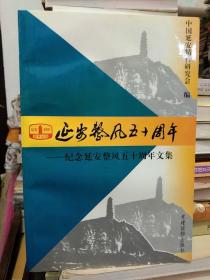 中国延安精神研究会 编
延安整风五十周年
——纪念延安整风五十周年文集